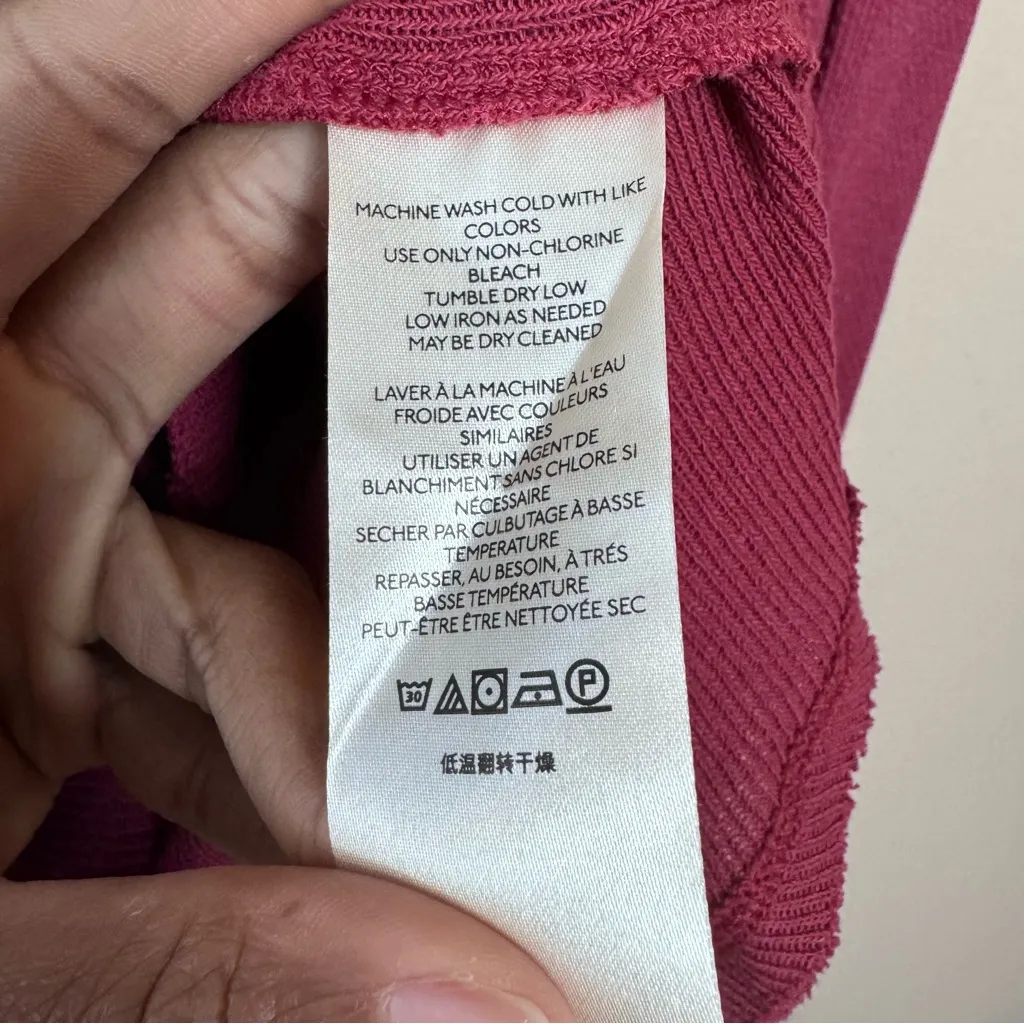 MACHINE WASH COLD WITH LIKE
COLORS
USE ONLY NON-CHLORINE
BLEACH
TUMBLE DRY LOW
LOW IRON AS NEEDED
MAY BE DRY CLEANED
LAVER À LA MACHINE À L'EAU
FROIDE AVEC COULEURS
SIMILAIRES
UTILISER UN AGENT DE
BLANCHIMENT SANS CHLORE SI
NÉCESSAIRE
SECHER PAR CULBUTAGE À BASSE
TEMPERATURE
REPASSER, AU BESOIN, À TRÉS
BASSE TEMPÉRATURE
PEUT-ÊTRE ÊTRE NETTOYÉE SEC
30 P
低温翻转干燥